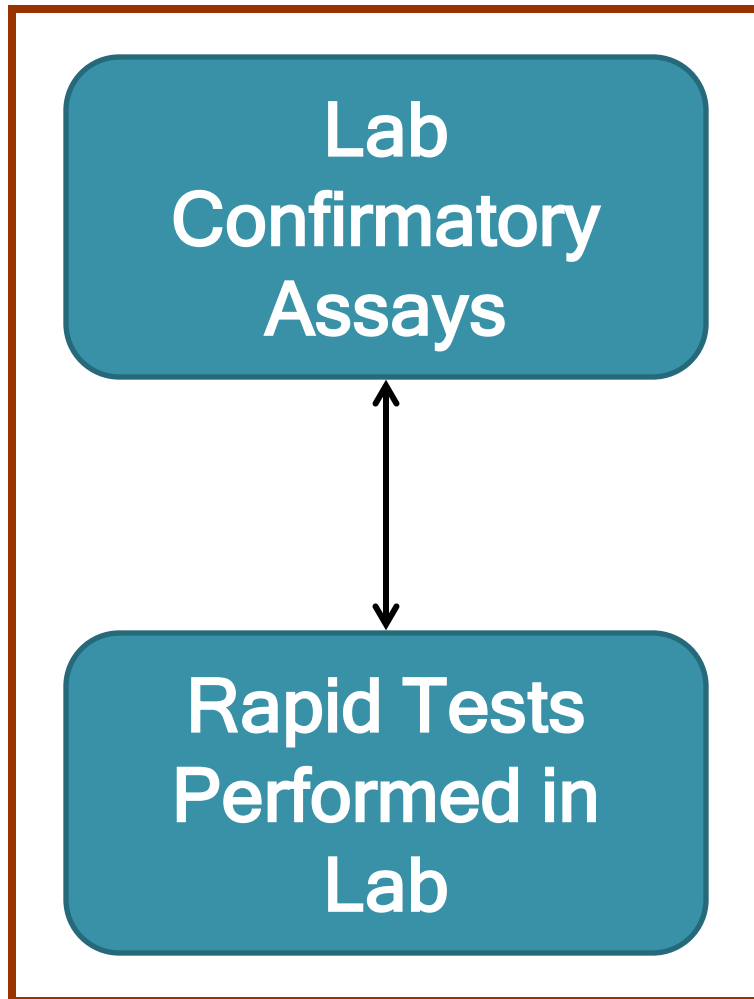 Lab
Confirmatory
Assays
Rapid Tests
Performed in
Lab